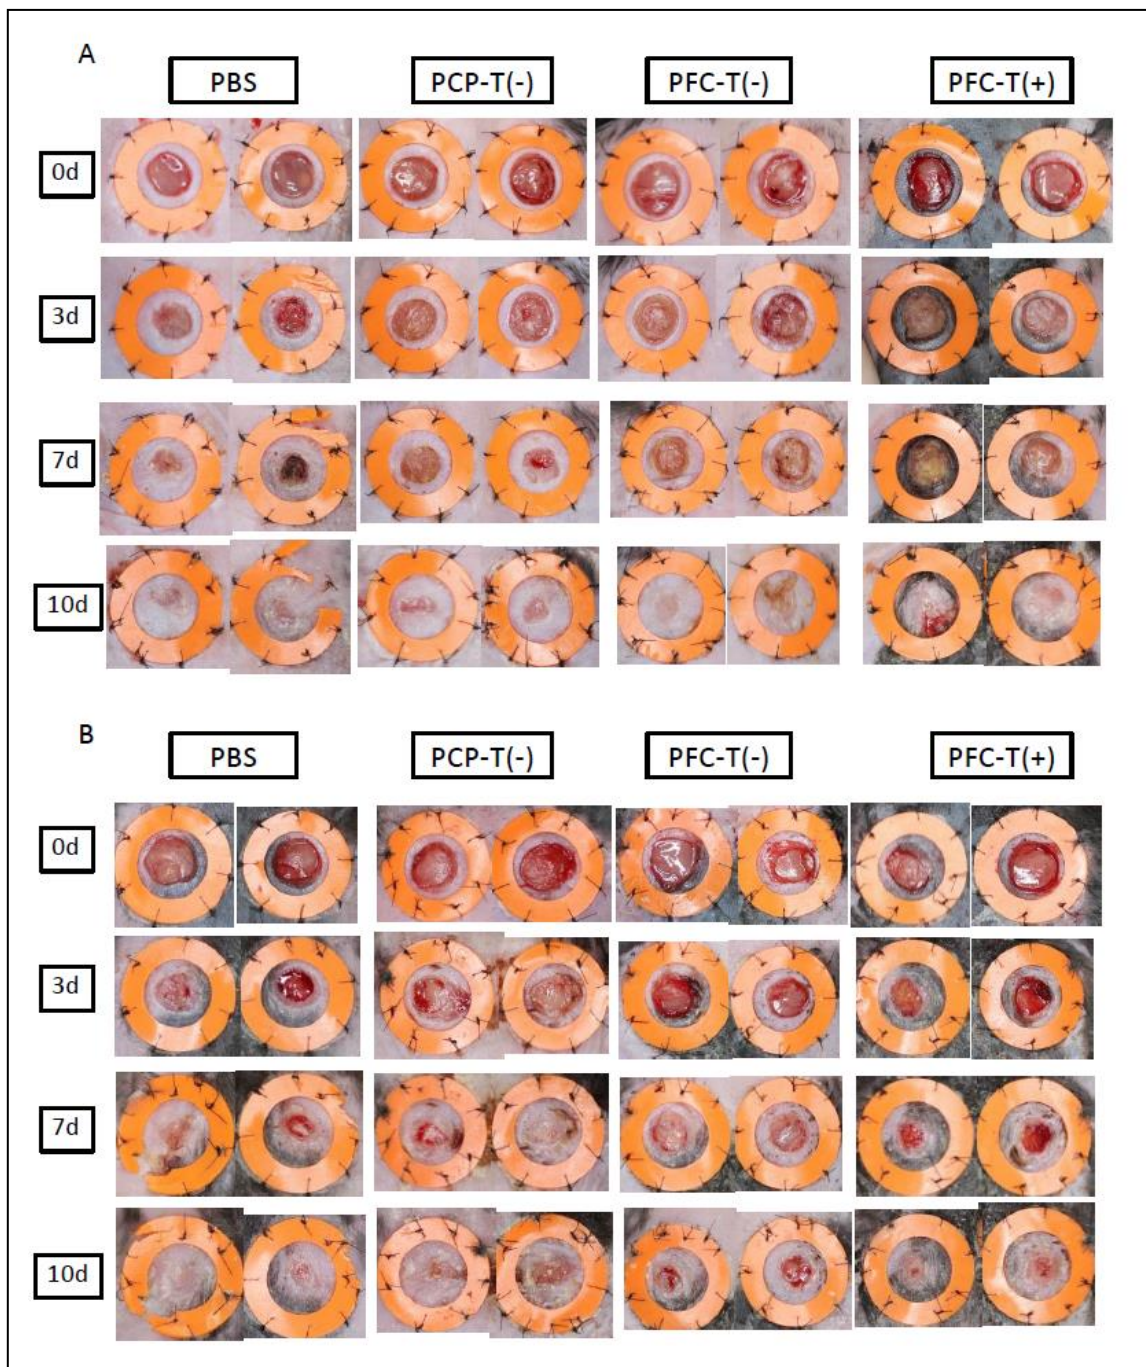 A
PBS PCP-T(-) PFC-T(-) PFC-T(+)
0d
3d
7d
10d
B
PBS PCP-T(-) PFC-T(-) PFC-T(+)
0d
3d
7d
10d